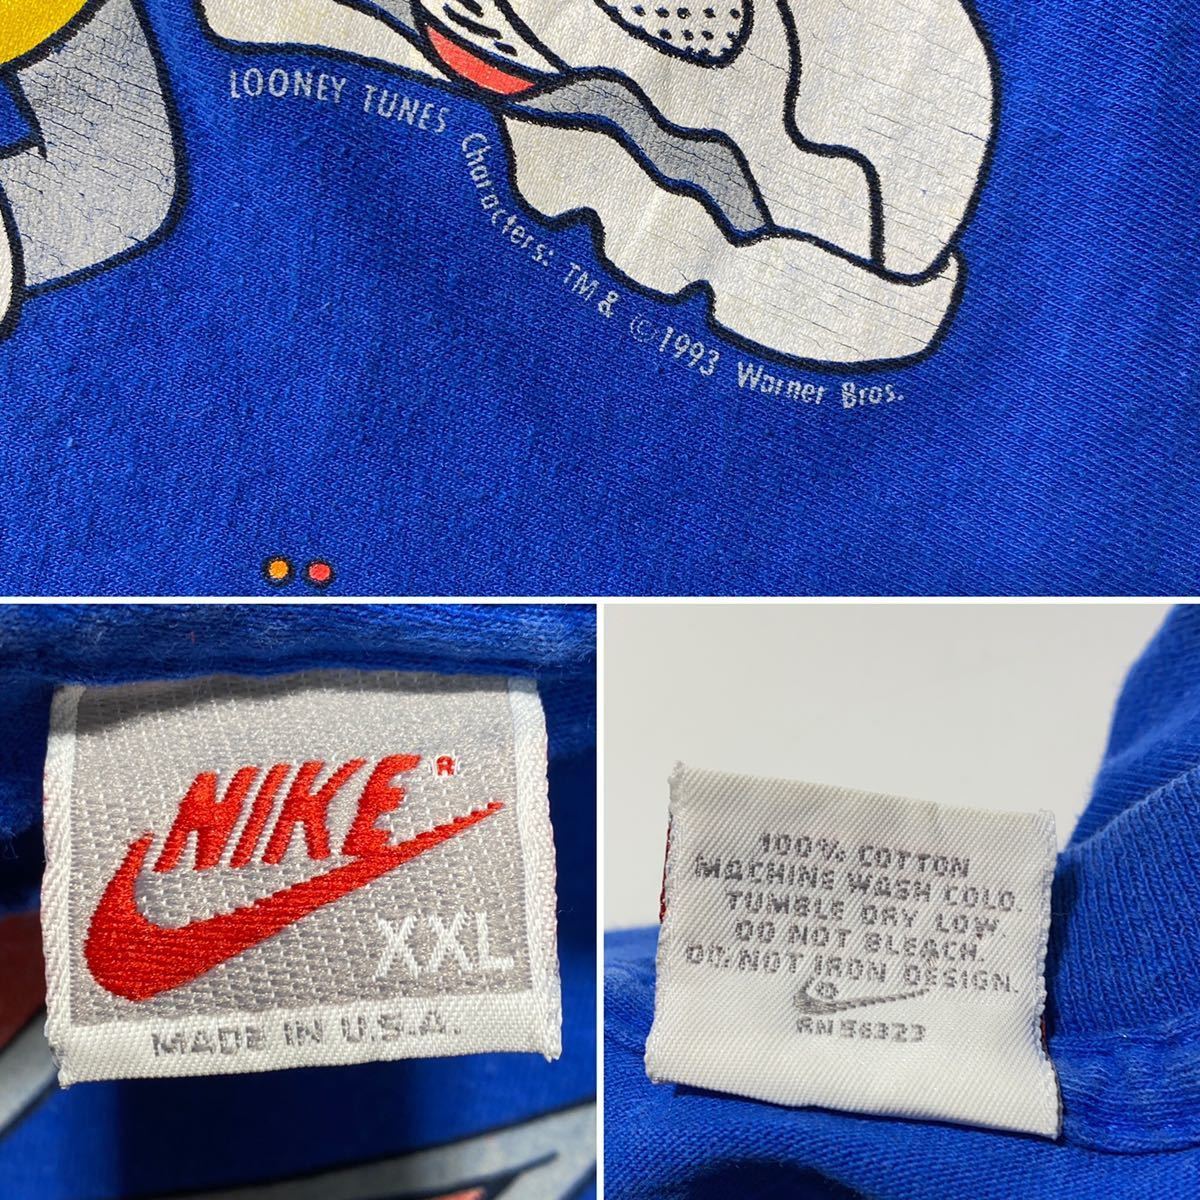 LOONEY TUNES Characters: TM & © 1993 Warner Bros.
NIKE®
XXL
MADE IN U.S.A.
100% COTTON
MACHINE WASH COLD.
TUMBLE DRY LOW
DO NOT BLEACH.
DO NOT IRON DESIGN.
®
RN 56323